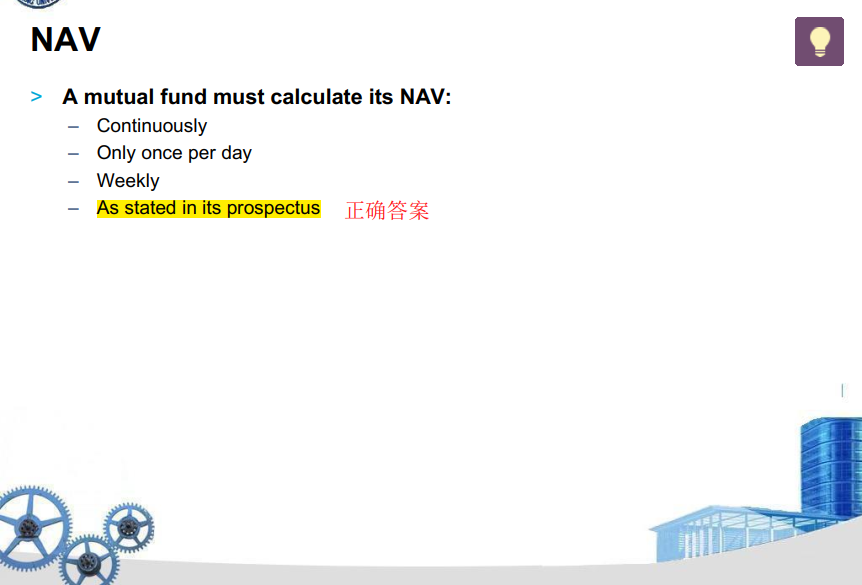 NAV
> A mutual fund must calculate its NAV:
– Continuously
– Only once per day
– Weekly
– As stated in its prospectus 正确答案